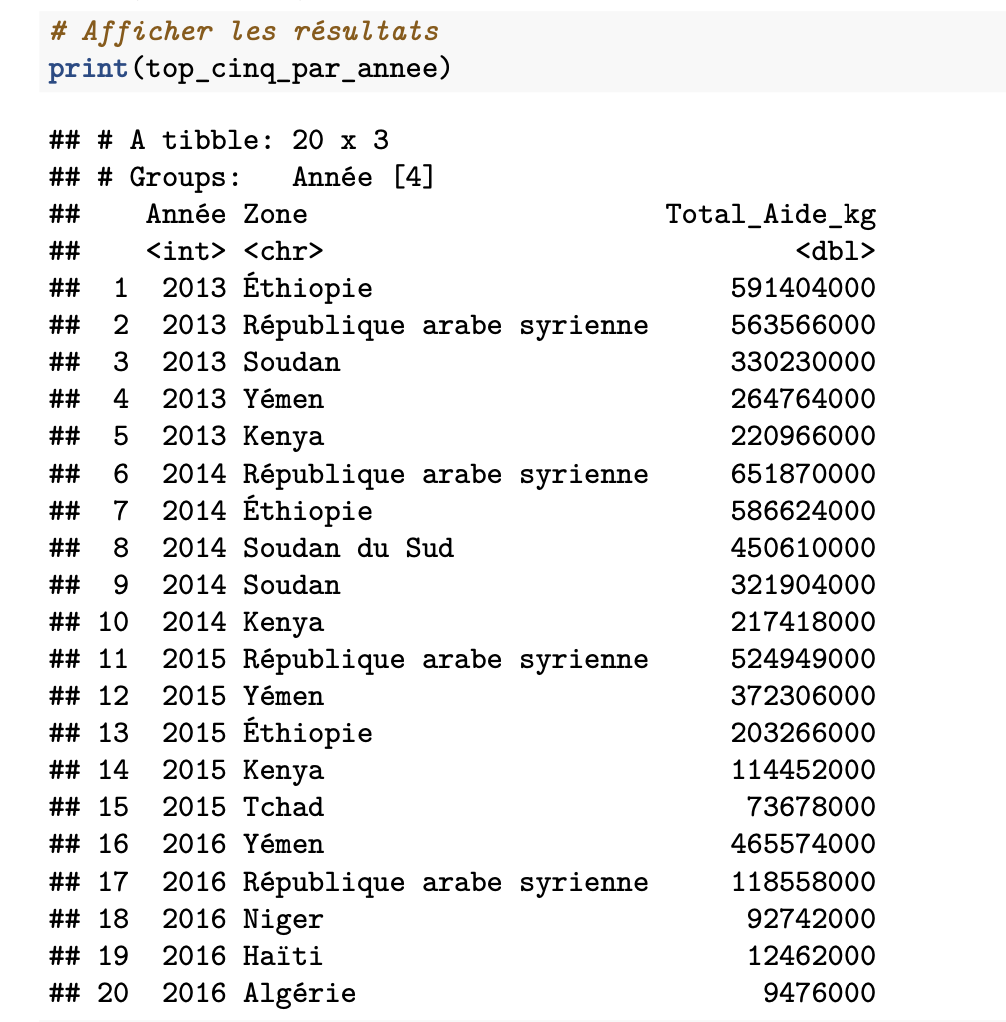 # Afficher les résultats
print(top_cinq_par_annee)
## # A tibble: 20 x 3
## # Groups:   Année [4]
##    Année Zone                      Total_Aide_kg
##    <int> <chr>                             <dbl>
##  1  2013 Éthiopie                      591404000
##  2  2013 République arabe syrienne     563566000
##  3  2013 Soudan                        330230000
##  4  2013 Yémen                         264764000
##  5  2013 Kenya                         220966000
##  6  2014 République arabe syrienne     651870000
##  7  2014 Éthiopie                      586624000
##  8  2014 Soudan du Sud                 450610000
##  9  2014 Soudan                        321904000
## 10  2014 Kenya                         217418000
## 11  2015 République arabe syrienne     524949000
## 12  2015 Yémen                         372306000
## 13  2015 Éthiopie                      203266000
## 14  2015 Kenya                         114452000
## 15  2015 Tchad                          73678000
## 16  2016 Yémen                         465574000
## 17  2016 République arabe syrienne     118558000
## 18  2016 Niger                          92742000
## 19  2016 Haïti                          12462000
## 20  2016 Algérie                         9476000